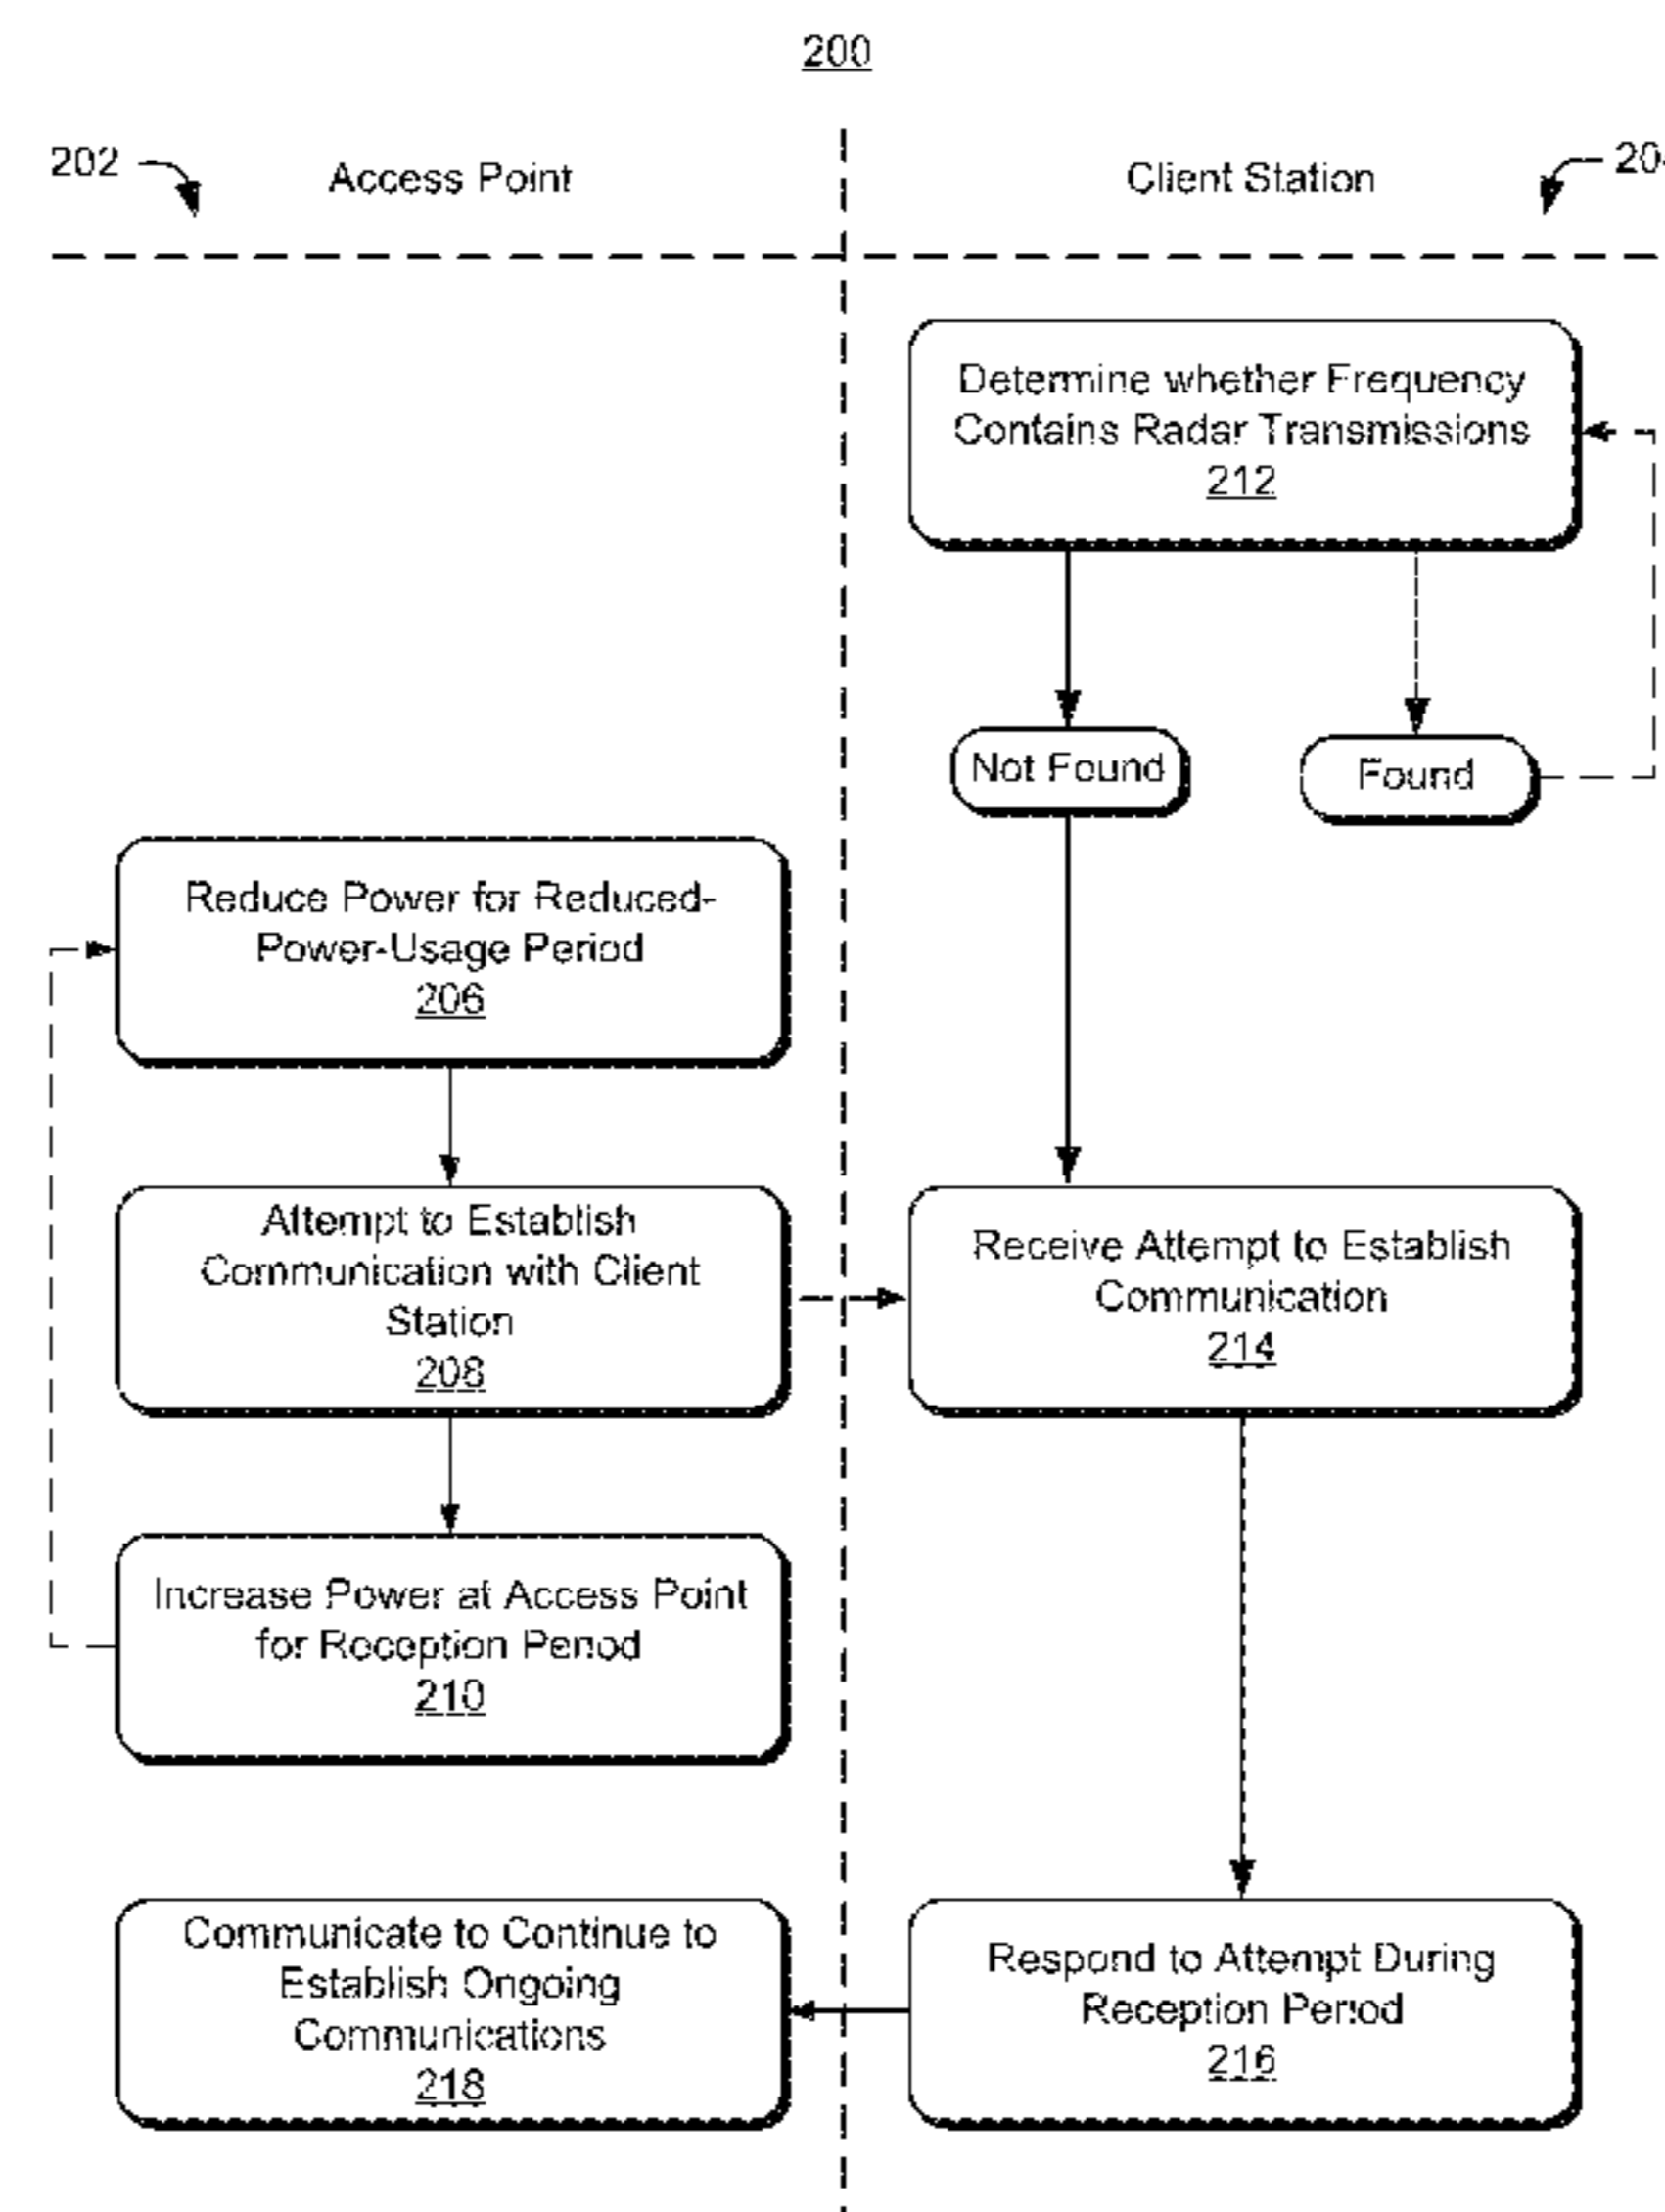 200
202
Access Point
Client Station
Determine whether Frequency
Contains Radar Transmissions
212
Not Found
Found
Reduce Power for Reduced-
Power-Usage Period
206
Attempt to Establish
Communication with Client
Station
208
Receive Attempt to Establish
Communication
214
Increase Power at Access Point
for Reception Period
210
Communicate to Continue to
Establish Ongoing
Communications
218
Respond to Attempt During
Reception Period
216